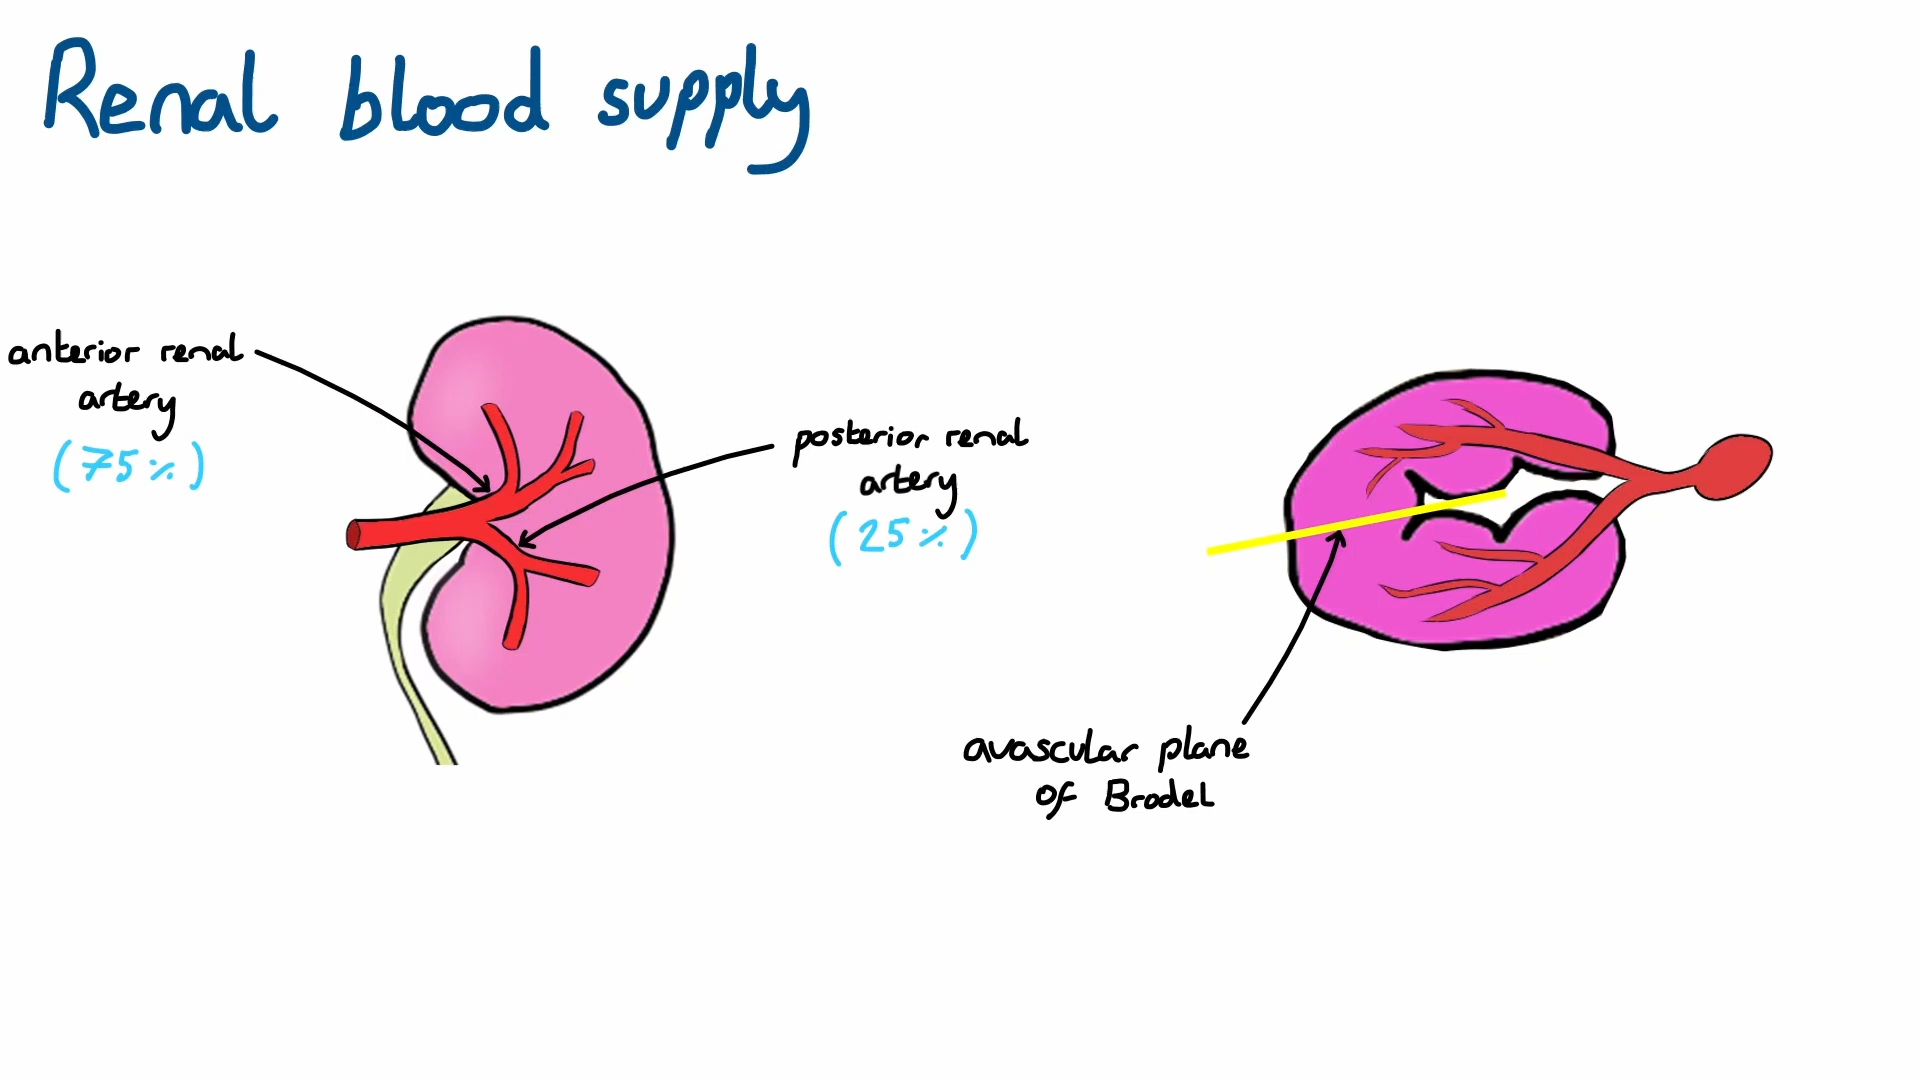 Renal blood supply
anterior renal
artery
(75%)
posterior renal
artery
(25%)
avascular plane
of Brodel